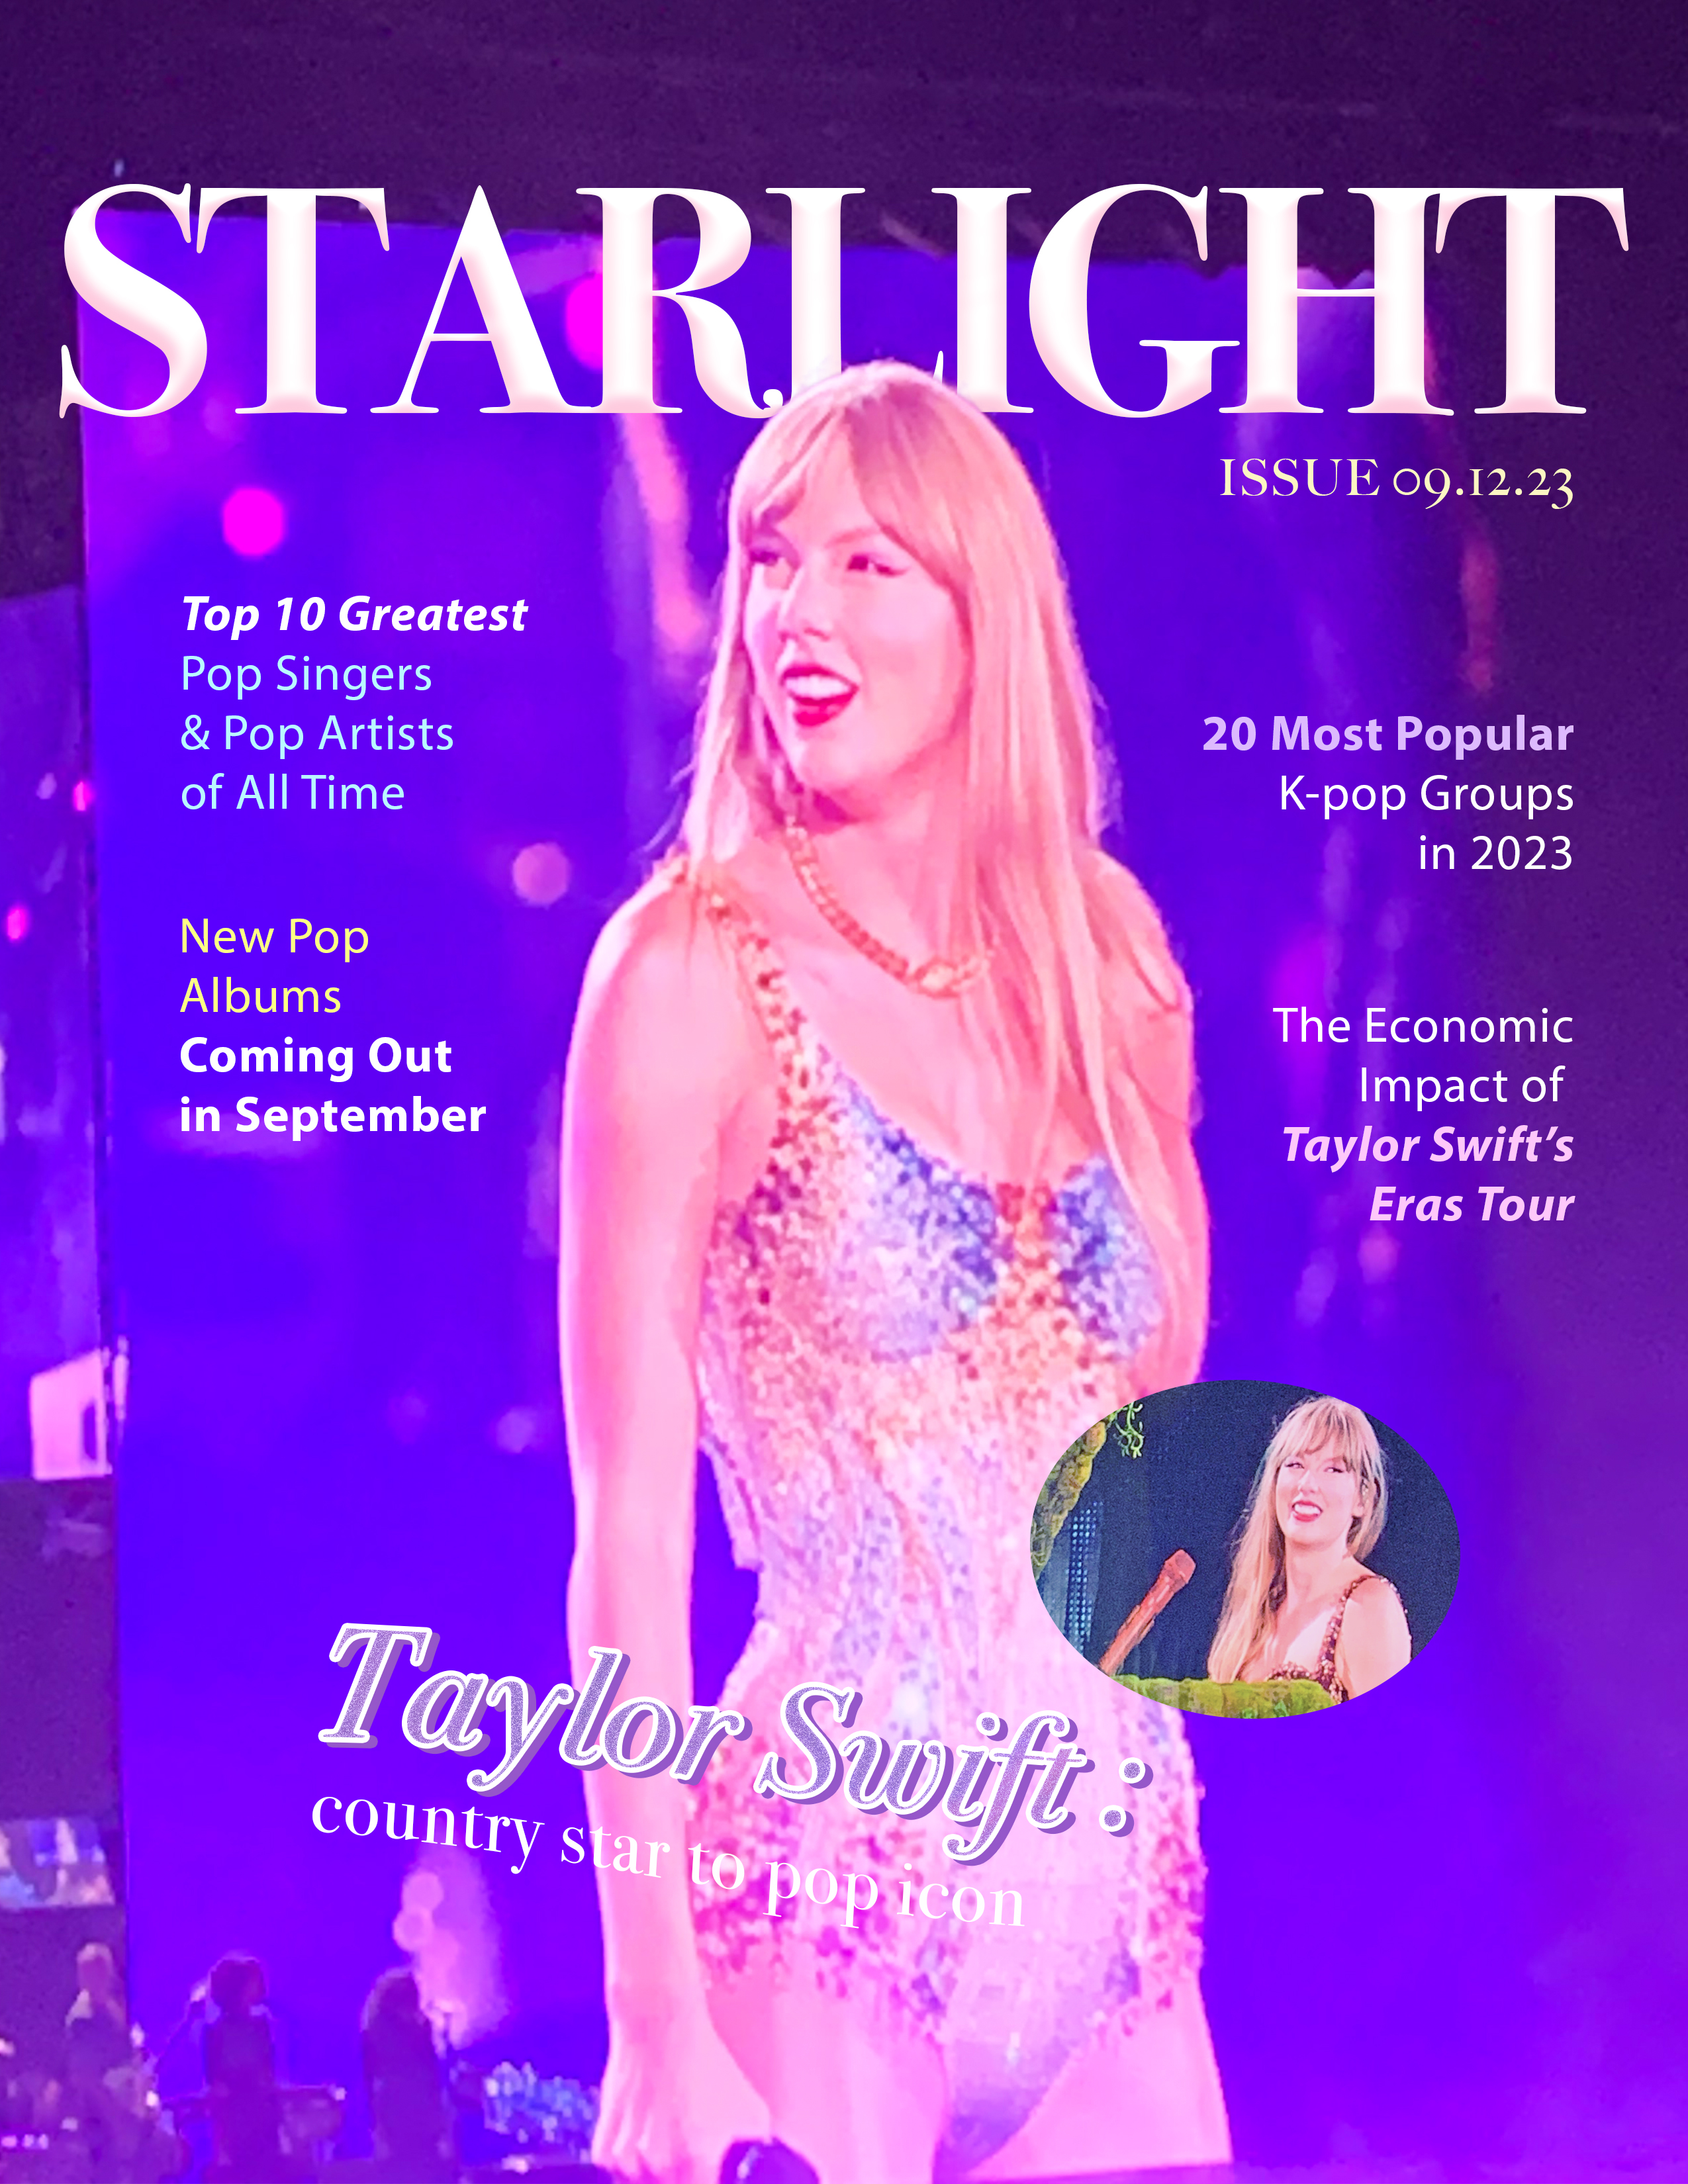 STARLIGHT
ISSUE 09.12.23
Top 10 Greatest
Pop Singers
& Pop Artists
of All Time
New Pop
Albums
Coming Out
in September
20 Most Popular
K-pop Groups
in 2023
The Economic
Impact of
Taylor Swift’s
Eras Tour
Taylor Swift :
country star to pop icon